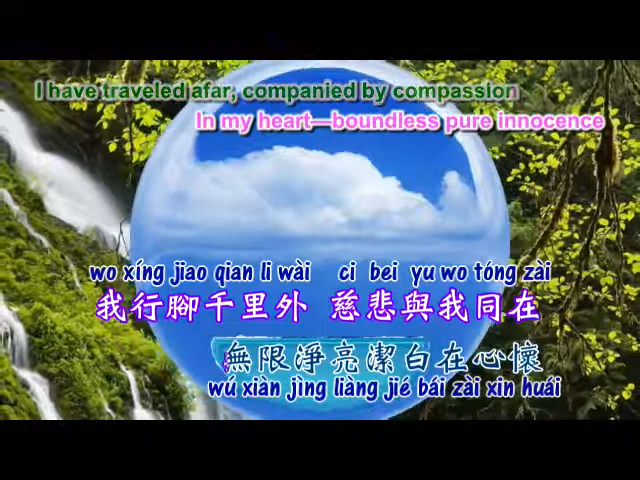 I have traveled afar, companied by compassion
In my heart—boundless pure innocence
wo xíng jiao qian li wài ci bei yu wo tóng zài
我行腳千里外 慈悲與我同在
無限淨亮潔白在心懷
wú xiàn jìng liàng jié bái zài xin huái